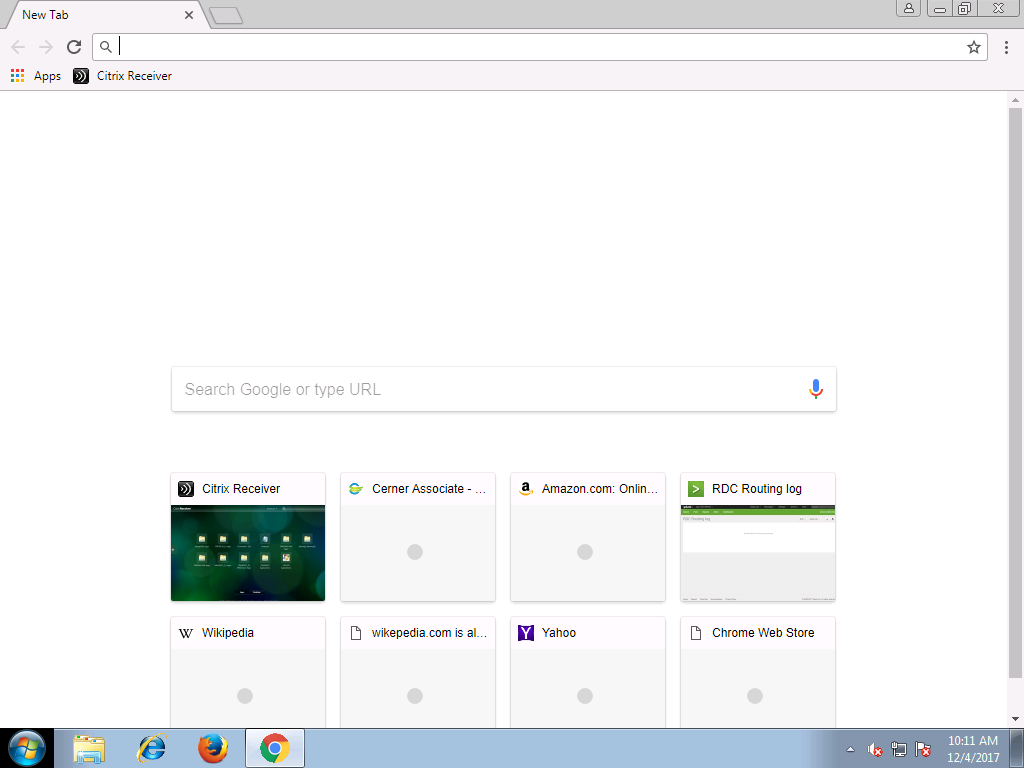 New Tab
Apps
Citrix Receiver
Search Google or type URL
Citrix Receiver
Cerner Associate - ...
Amazon.com: Onlin...
RDC Routing log
Wikipedia
wikepedia.com is al...
Yahoo
Chrome Web Store
10:11 AM
12/4/2017